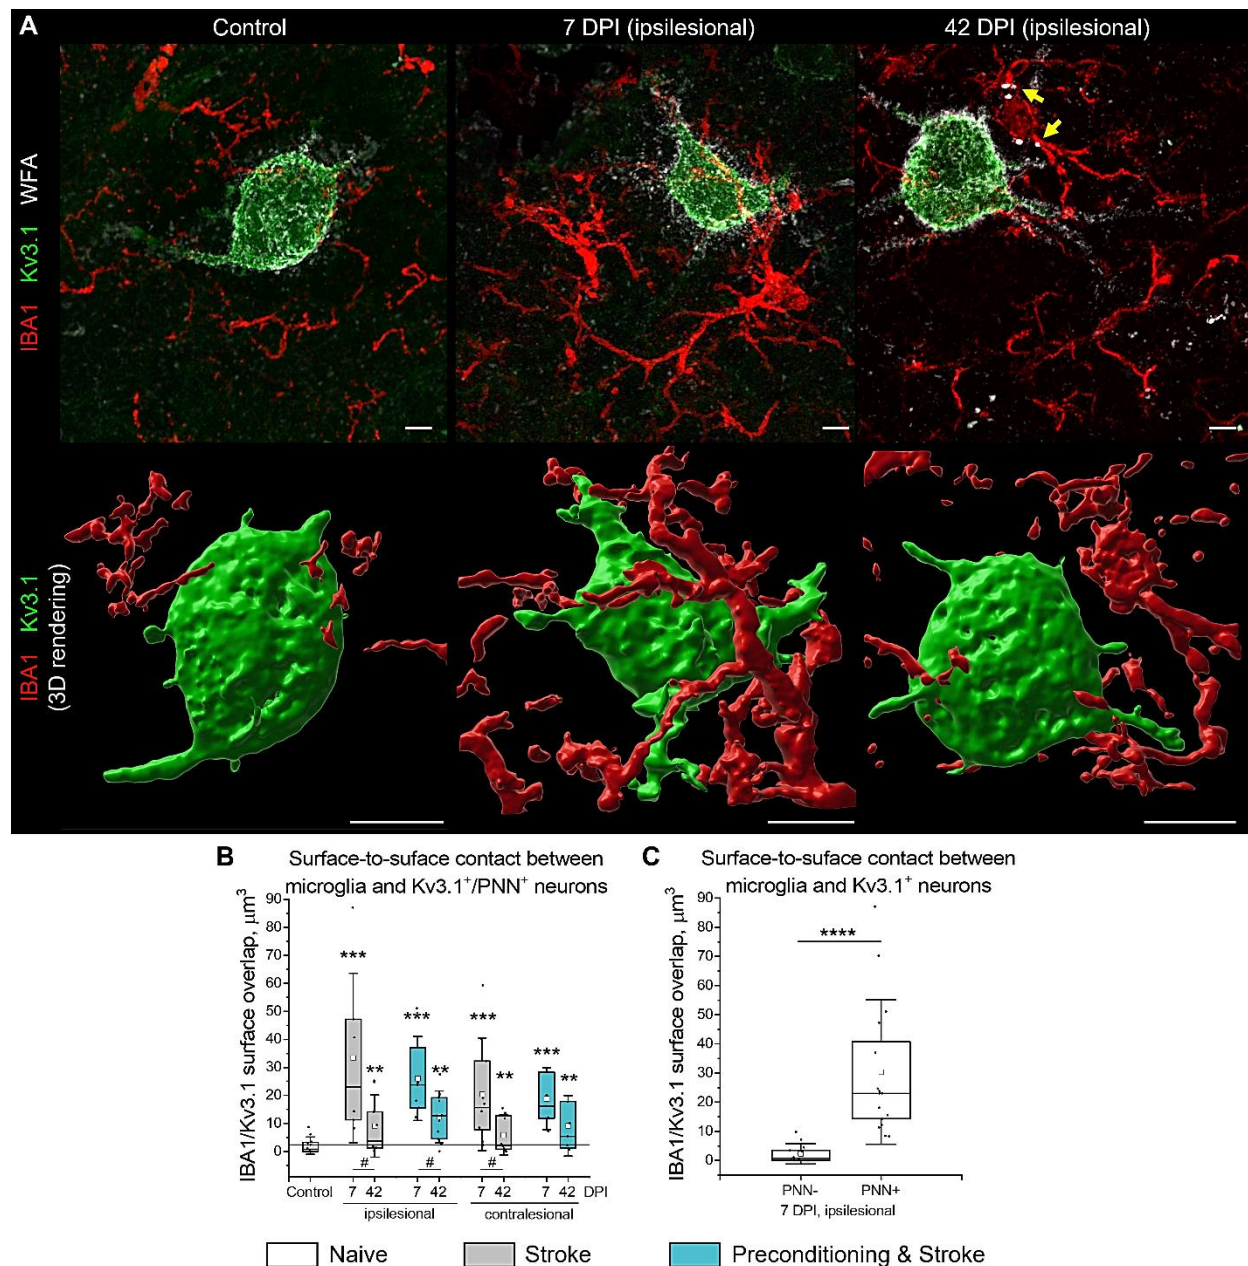 A
Control
7 DPI (ipsilesional)
42 DPI (ipsilesional)
IBA1 Kv3.1 WFA
IBA1 Kv3.1
(3D rendering)
B
Surface-to-suface contact between
microglia and Kv3.1⁺/PNN⁺ neurons
IBA1/Kv3.1 surface overlap, μm³
90
80
70
60
50
40
30
20
10
0
***
**
***
**
***
**
***
**
# # #
Control 7 42 7 42 7 42 7 42 DPI
ipsilesional contralesional
C
Surface-to-suface contact between
microglia and Kv3.1⁺ neurons
IBA1/Kv3.1 surface overlap, μm³
90
80
70
60
50
40
30
20
10
0
****
PNN- PNN+
7 DPI, ipsilesional
Naive Stroke Preconditioning & Stroke